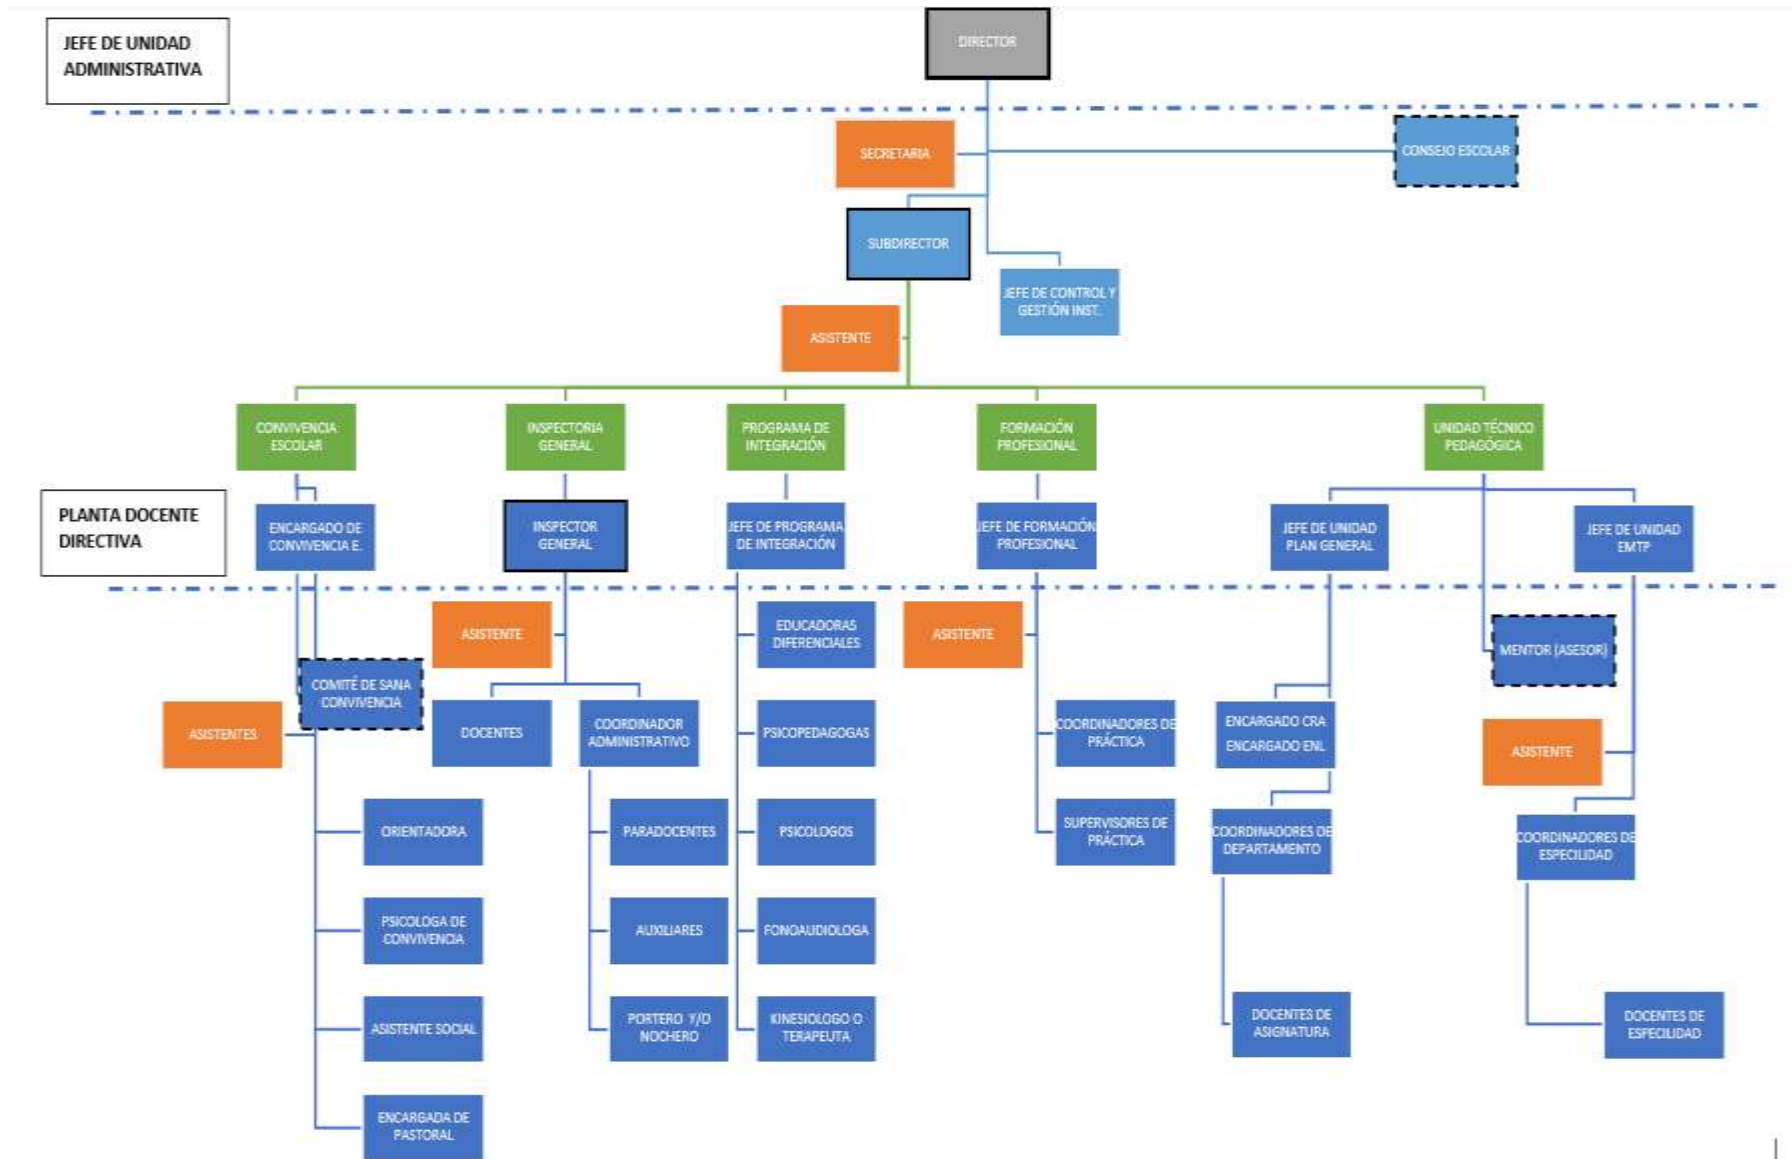 JEFE DE UNIDAD
ADMINISTRATIVA
DIRECTOR
SECRETARIA
CONSEJO ESCOLAR
SUBDIRECTOR
JEFE DE CONTROL Y
GESTIÓN INST.
ASISTENTE
CONVIVENCIA
ESCOLAR
INSPECTORIA
GENERAL
PROGRAMA DE
INTEGRACIÓN
FORMACIÓN
PROFESIONAL
UNIDAD TÉCNICO
PEDAGÓGICA
PLANTA DOCENTE
DIRECTIVA
ENCARGADO DE
CONVIVENCIA E.
INSPECTOR
GENERAL
JEFE DE PROGRAMA
DE INTEGRACIÓN
JEFE DE FORMACIÓN
PROFESIONAL
JEFE DE UNIDAD
PLAN GENERAL
JEFE DE UNIDAD
EMTP
ASISTENTE
EDUCADORAS
DIFERENCIALES
ASISTENTE
MENTOR (ASESOR)
COMITÉ DE SANA
CONVIVENCIA
ASISTENTES
DOCENTES
COORDINADOR
ADMINISTRATIVO
PSICOPEDAGOGAS
COORDINADORES DE
PRÁCTICA
ENCARGADO CRA
ENCARGADO ENL
ASISTENTE
ORIENTADORA
PARADOCENTES
PSICOLOGOS
SUPERVISORES DE
PRÁCTICA
COORDINADORES DE
DEPARTAMENTO
COORDINADORES DE
ESPECILIDAD
PSICOLOGA DE
CONVIVENCIA
AUXILIARES
FONOAUDIOLOGA
ASISTENTE SOCIAL
PORTERO Y/O
NOCHERO
KINESIOLOGO O
TERAPEUTA
DOCENTES DE
ASIGNATURA
DOCENTES DE
ESPECILIDAD
ENCARGADA DE
PASTORAL